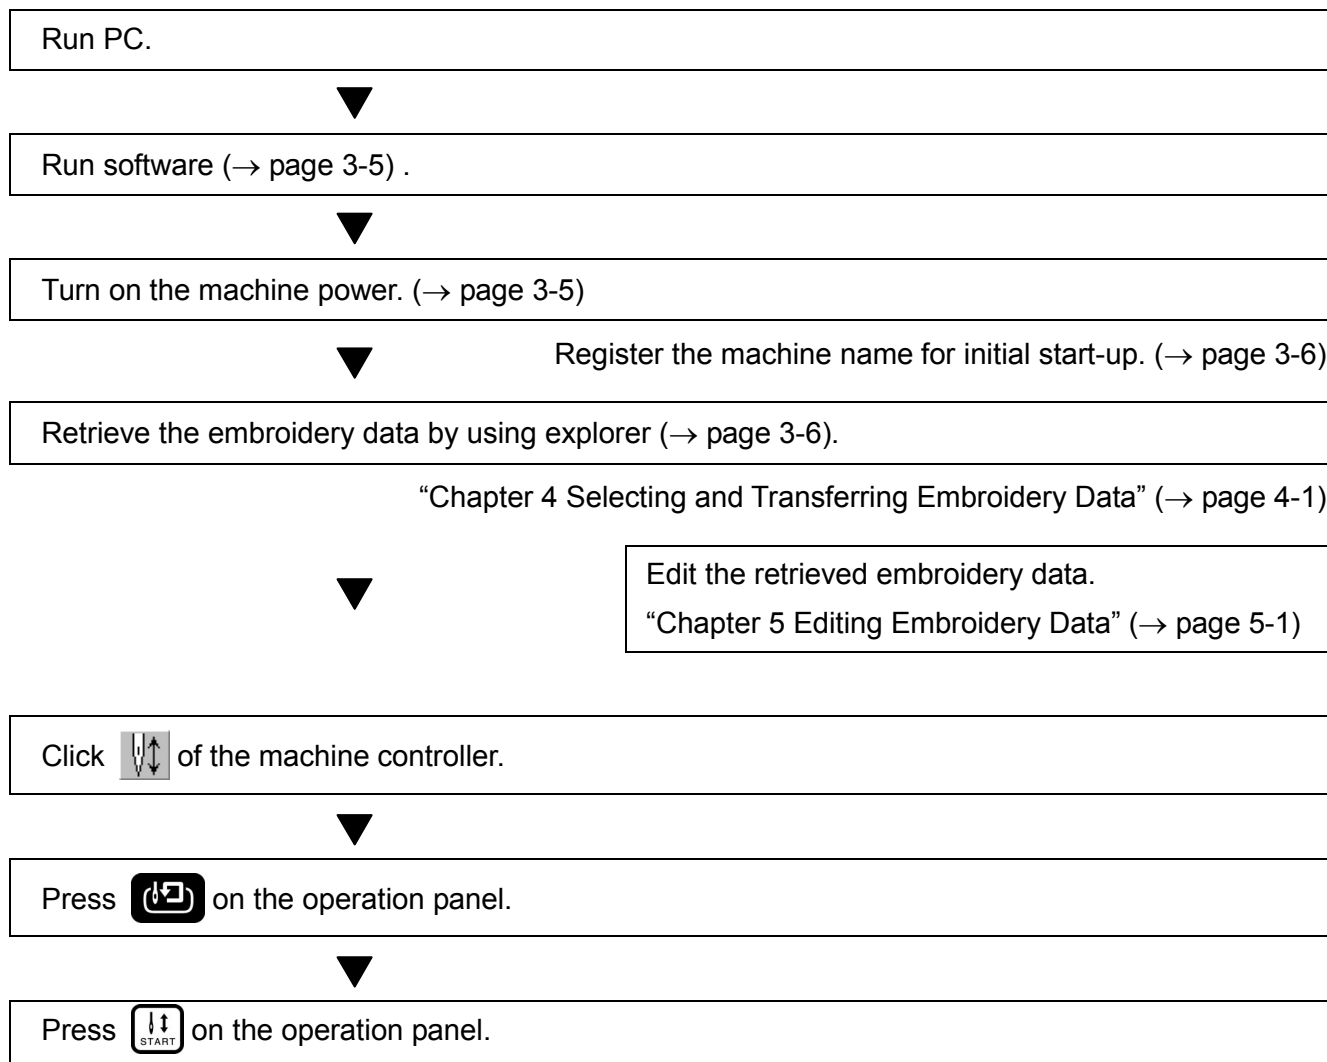 Run PC.
Run software (→ page 3-5) .
Turn on the machine power. (→ page 3-5)
Register the machine name for initial start-up. (→ page 3-6)
Retrieve the embroidery data by using explorer (→ page 3-6).
“Chapter 4 Selecting and Transferring Embroidery Data” (→ page 4-1)
Edit the retrieved embroidery data.
“Chapter 5 Editing Embroidery Data” (→ page 5-1)
Click of the machine controller.
Press on the operation panel.
Press START on the operation panel.